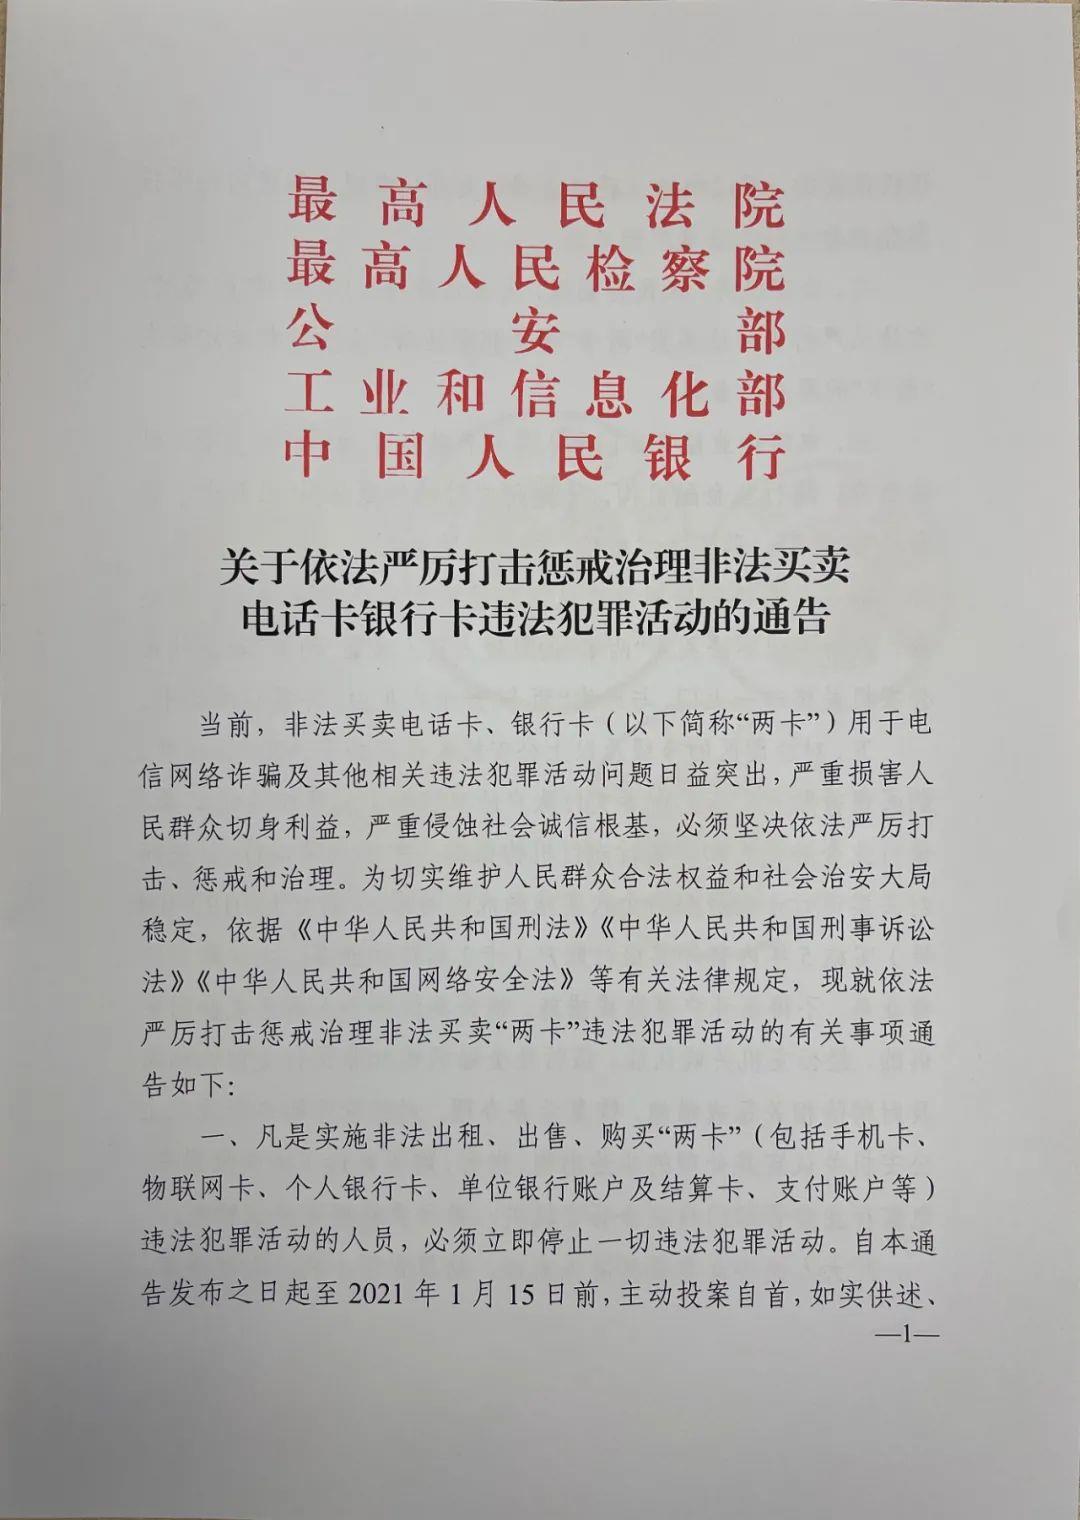 最高人民法院
最高人民检察院
公安部
工业和信息化部
中国人民银行
关于依法严厉打击惩戒治理非法买卖
电话卡银行卡违法犯罪活动的通告
当前，非法买卖电话卡、银行卡（以下简称“两卡”）用于电
信网络诈骗及其他相关违法犯罪活动问题日益突出，严重损害人
民群众切身利益，严重侵蚀社会诚信根基，必须坚决依法严厉打
击、惩戒和治理。为切实维护人民群众合法权益和社会治安大局
稳定，依据《中华人民共和国刑法》《中华人民共和国刑事诉讼
法》《中华人民共和国网络安全法》等有关法律规定，现就依法
严厉打击惩戒治理非法买卖“两卡”违法犯罪活动的有关事项通
告如下：
一、凡是实施非法出租、出售、购买“两卡”（包括手机卡、
物联网卡、个人银行卡、单位银行账户及结算卡、支付账户等）
违法犯罪活动的人员，必须立即停止一切违法犯罪活动。自本通
告发布之日起至2021年1月15日前，主动投案自首，如实供述、
—1—